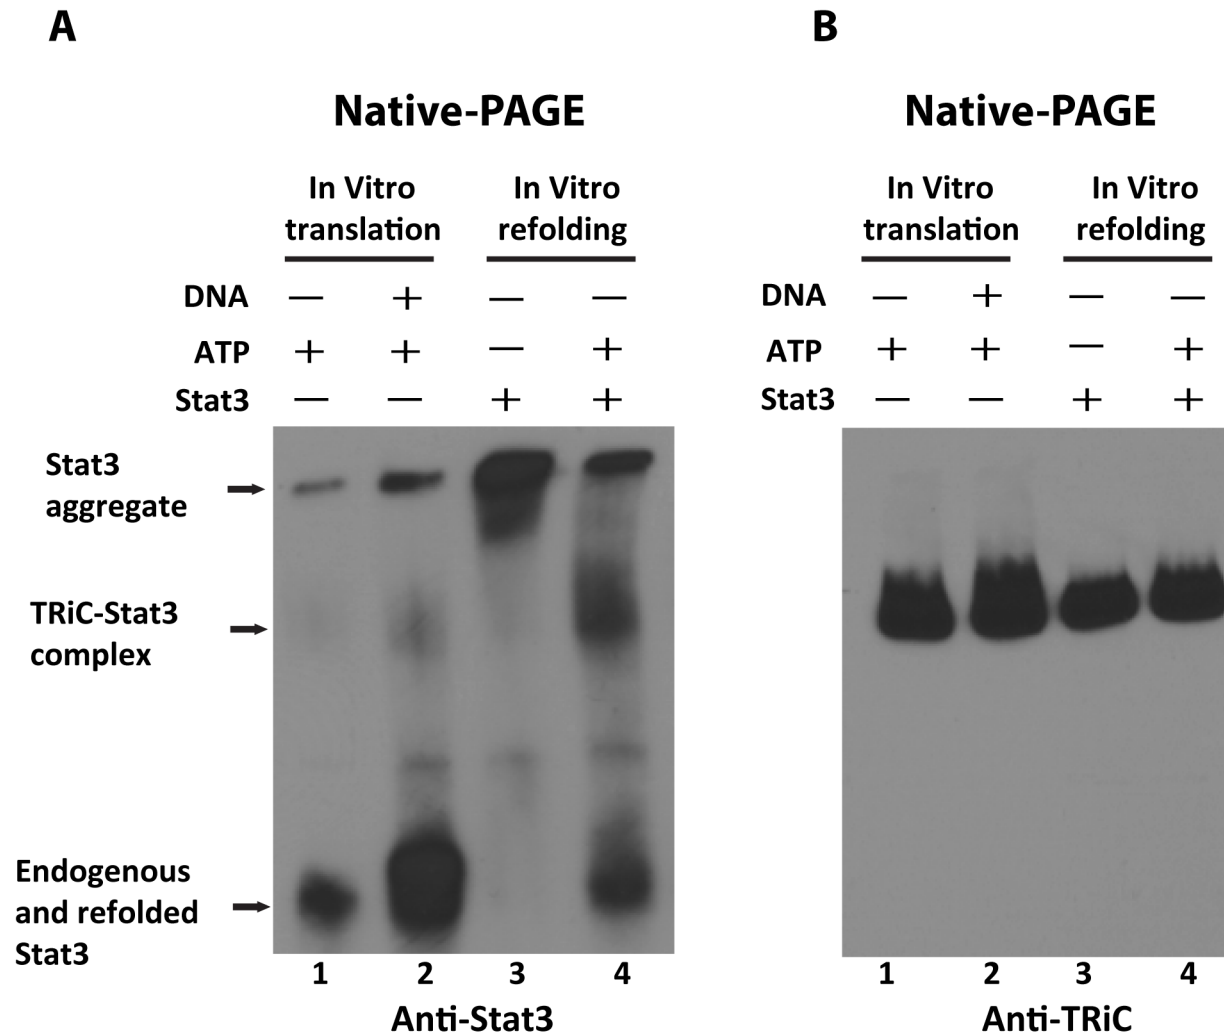 A
Native-PAGE
In Vitro
translation
In Vitro
refolding
DNA — + — —
ATP + + — +
Stat3 — — + +
Stat3
aggregate
TRiC-Stat3
complex
Endogenous
and refolded
Stat3
1 2 3 4
Anti-Stat3
B
Native-PAGE
In Vitro
translation
In Vitro
refolding
DNA — + — —
ATP + + — +
Stat3 — — + +
1 2 3 4
Anti-TRiC